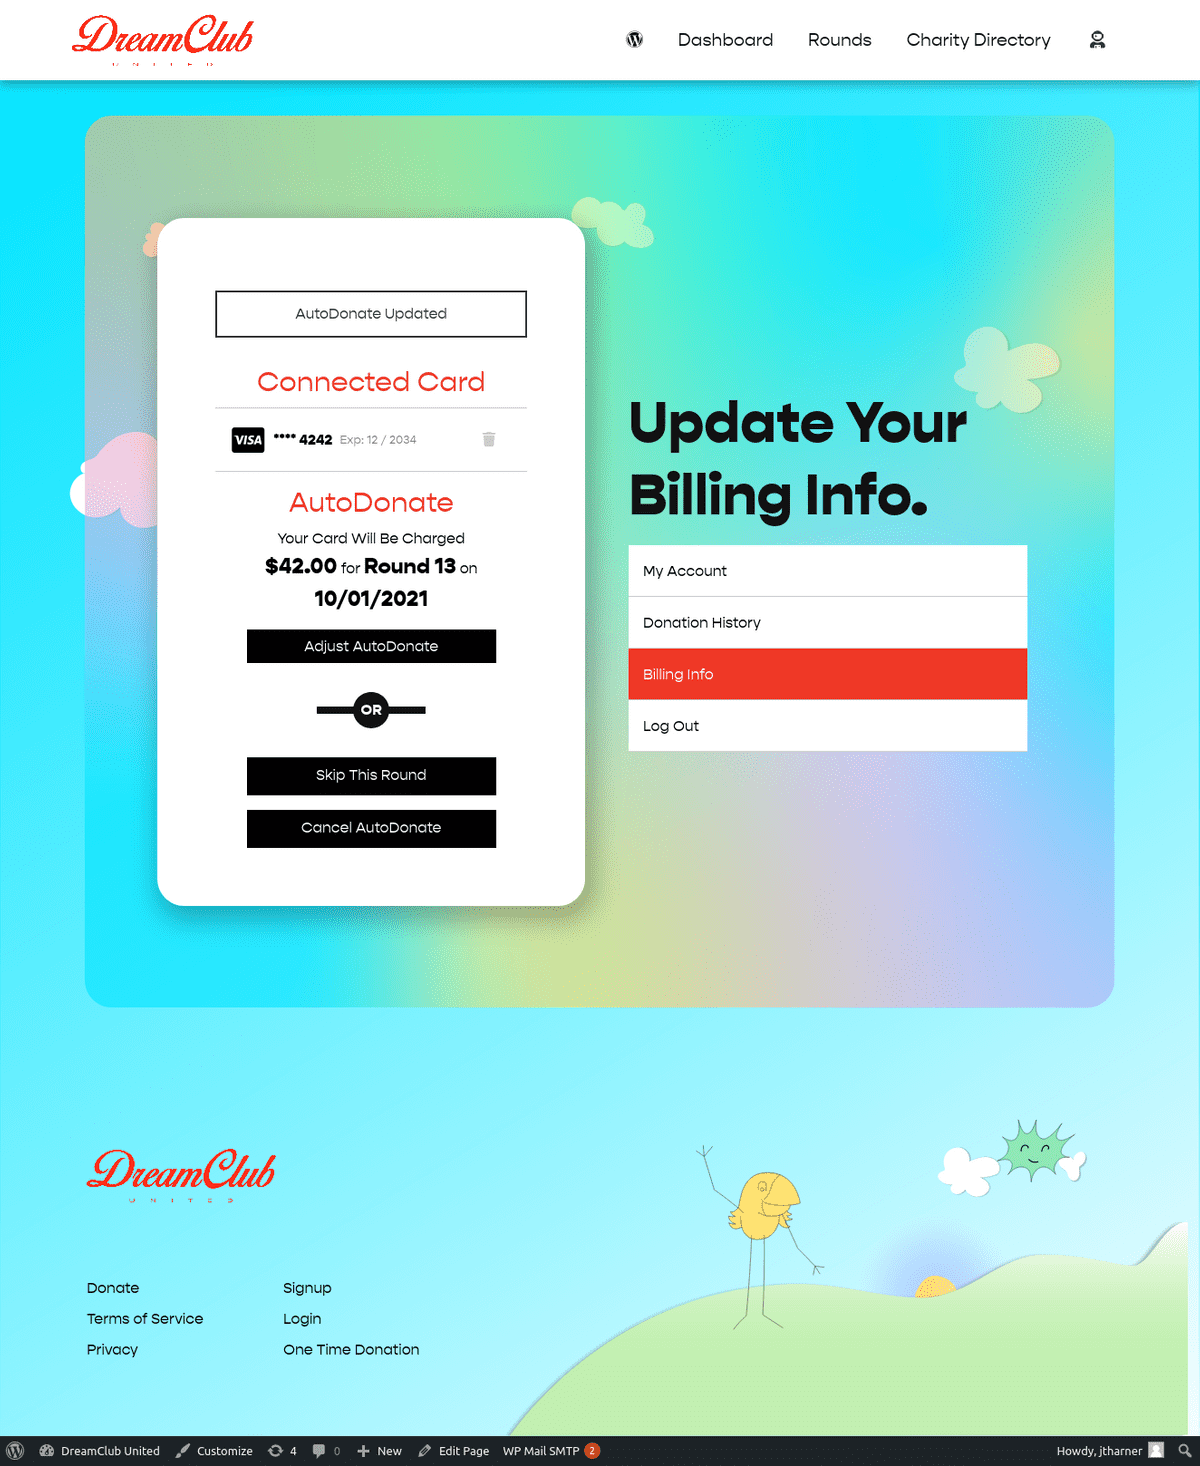 DreamClub
UNITED
Dashboard
Rounds
Charity Directory
AutoDonate Updated
Connected Card
VISA **** 4242 Exp: 12 / 2034
AutoDonate
Your Card Will Be Charged
$42.00 for Round 13 on
10/01/2021
Adjust AutoDonate
OR
Skip This Round
Cancel AutoDonate
Update Your
Billing Info.
My Account
Donation History
Billing Info
Log Out
DreamClub
UNITED
Donate
Signup
Terms of Service
Login
Privacy
One Time Donation
DreamClub United Customize 4 0 New Edit Page WP Mail SMTP 2 Howdy, jtharner